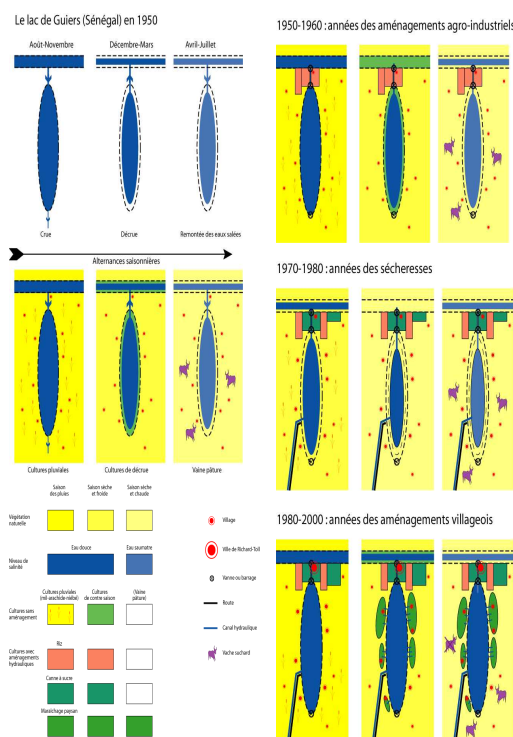 Le lac de Guiers (Sénégal) en 1950
Août-Novembre
Décembre-Mars
Avril-Juillet
Crue
Décrue
Remontée des eaux salées
Alternances saisonnières
Cultures pluviales
Cultures de décrue
Vaine pâture
Saison
des pluies
Saison sèche
et froide
Saison sèche
et chaude
Végétation
naturelle
Eau douce
Eau saumatre
Niveau de
salinité
Cultures pluviales
(mil-arachide-niébé)
Cultures
de contre saison
(Vaine
pâture)
Cultures sans
aménagement
Riz
Cultures avec
aménagements
hydrauliques
Canne à sucre
Maraichage paysan
Village
Ville de Richard-Toll
Vanne ou barrage
Route
Canal hydraulique
Vache suchard
1950-1960 : années des aménagements agro-industriels
1970-1980 : années des sécheresses
1980-2000 : années des aménagements villageois